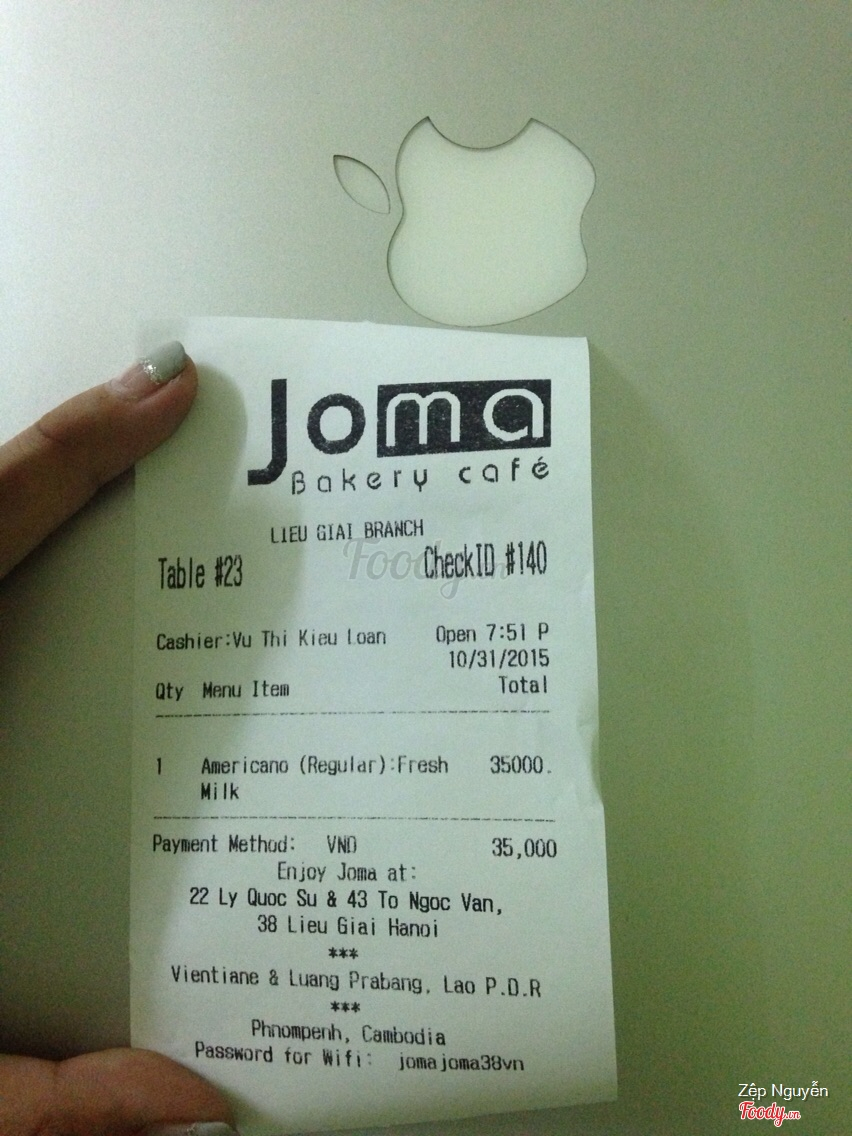 Joma
Bakery café
LIEU GIAI BRANCH
Foody.vn
Table #23 CheckID #140
Cashier:Vu Thi Kieu Loan Open 7:51 P
10/31/2015
Qty Menu Item Total
1 Americano (Regular):Fresh 35000.
Milk
Payment Method: VND 35,000
Enjoy Joma at:
22 Ly Quoc Su & 43 To Ngoc Van,
38 Lieu Giai Hanoi
***
Vientiane & Luang Prabang, Lao P.D.R
***
Phnompenh, Cambodia
Password for Wifi: jomajoma38vn
Zêp Nguyễn
Foody.vn